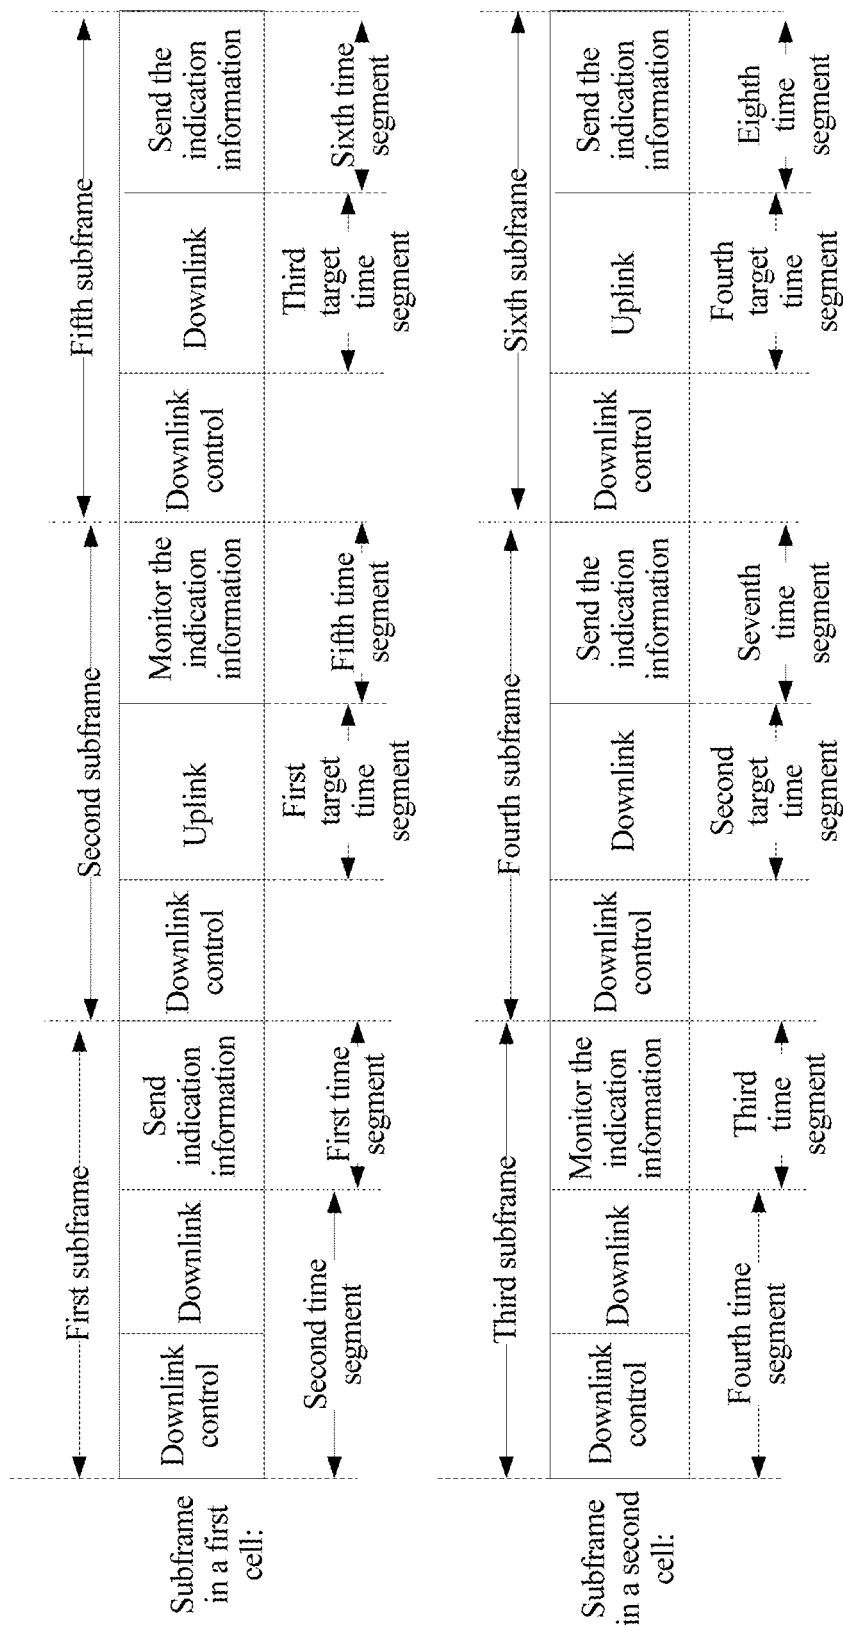 First subframe
Second subframe
Fifth subframe
Subframe
in a first
cell:
Downlink
control
Downlink
Send
indication
information
Downlink
control
Uplink
Monitor the
indication
information
Downlink
control
Downlink
Send the
indication
information
Second time
segment
First time
segment
First
target
time
segment
Fifth time
segment
Third
target
time
segment
Sixth time
segment
Third subframe
Fourth subframe
Sixth subframe
Subframe
in a second
cell:
Downlink
control
Downlink
Monitor the
indication
information
Downlink
control
Downlink
Send the
indication
information
Downlink
control
Uplink
Send the
indication
information
Fourth time
segment
Third
time
segment
Second
target
time
segment
Seventh
time
segment
Fourth
target
time
segment
Eighth
time
segment